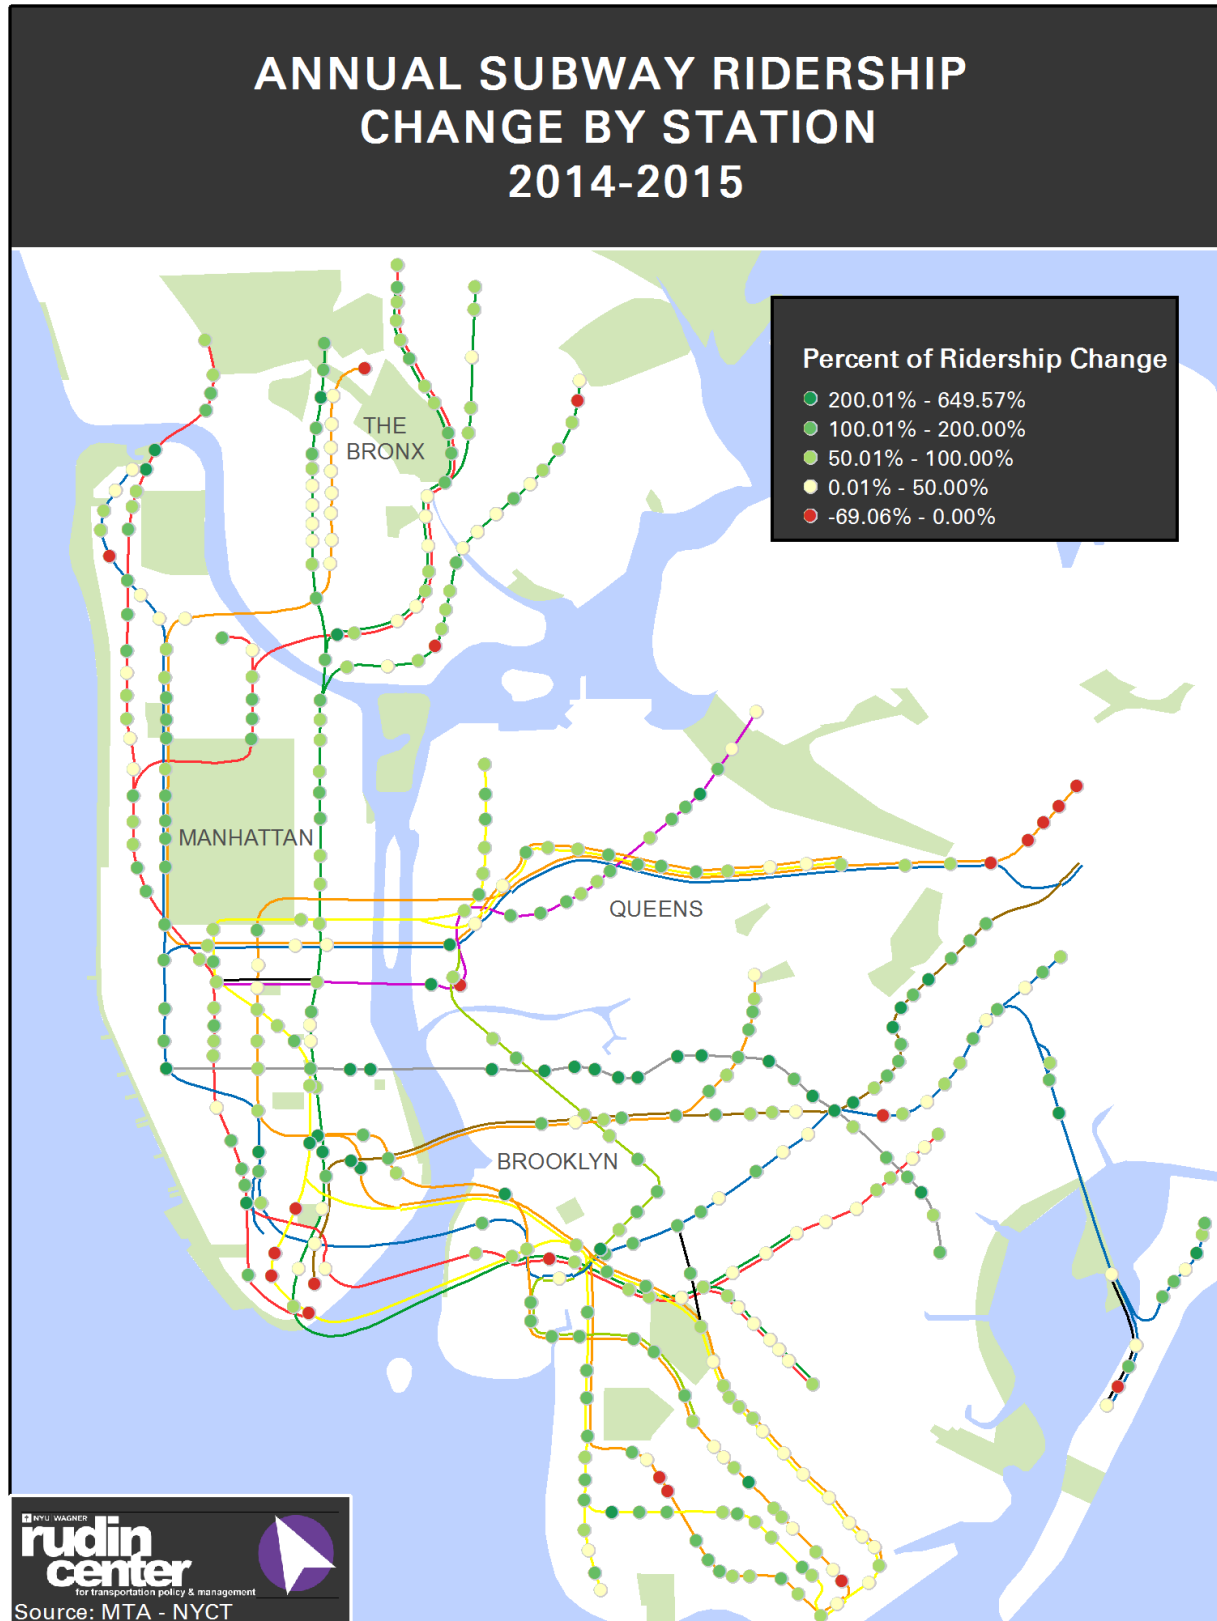 ANNUAL SUBWAY RIDERSHIP
CHANGE BY STATION
2014-2015
Percent of Ridership Change
200.01% - 649.57%
100.01% - 200.00%
50.01% - 100.00%
0.01% - 50.00%
-69.06% - 0.00%
THE
BRONX
MANHATTAN
QUEENS
BROOKLYN
NYU WAGNER
rudin
center
for transportation policy & management
Source: MTA - NYCT